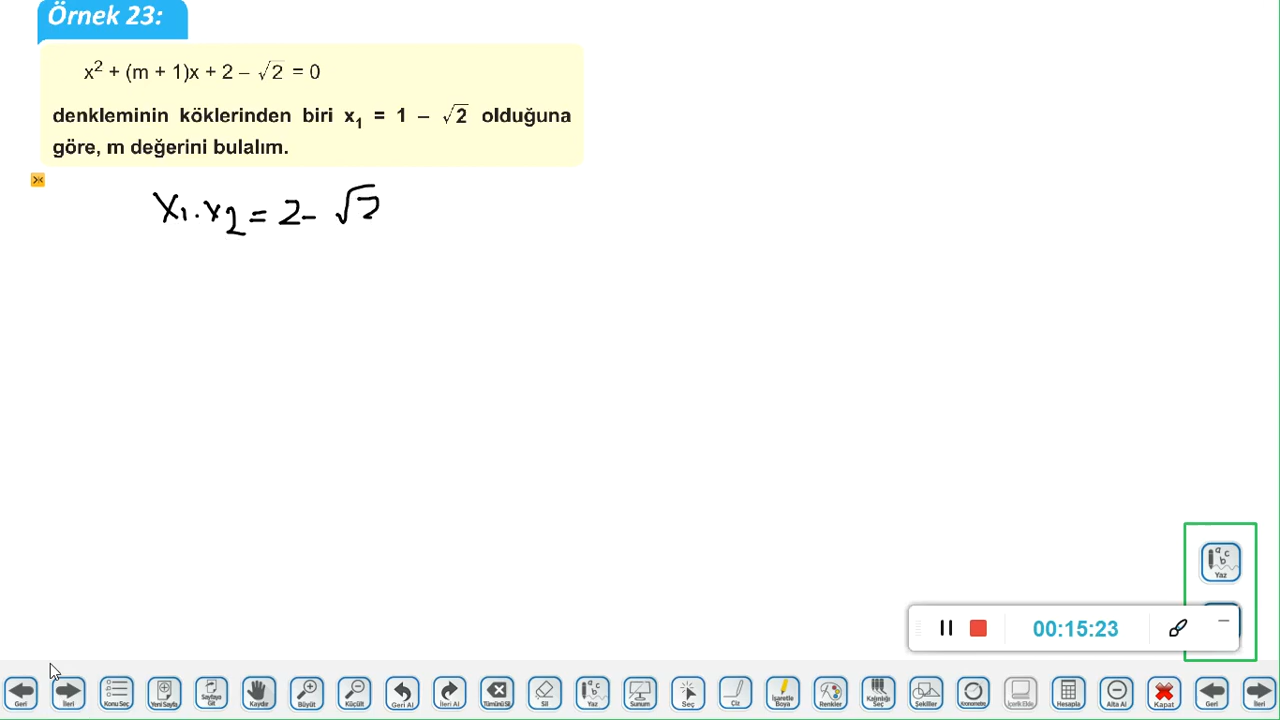 Örnek 23:
x² + (m + 1)x + 2 – √2 = 0
denkleminin köklerinden biri x₁ = 1 – √2 olduğuna
göre, m değerini bulalım.
x₁.x₂ = 2 - √2
a c
b
Yaz
00:15:23
Geri İleri Konu Seç Yeni Sayfa Sayfaya Git Kaydır Büyüt Küçült Geri Al İleri Al Tümünü Sil Sil Yaz Sunum Seç Çiz İşaretle Boya Renkler Kalınlığı Seç Şekiller Kronometre İçerik Ekle Hesapla Alta Al Kapat Geri İleri